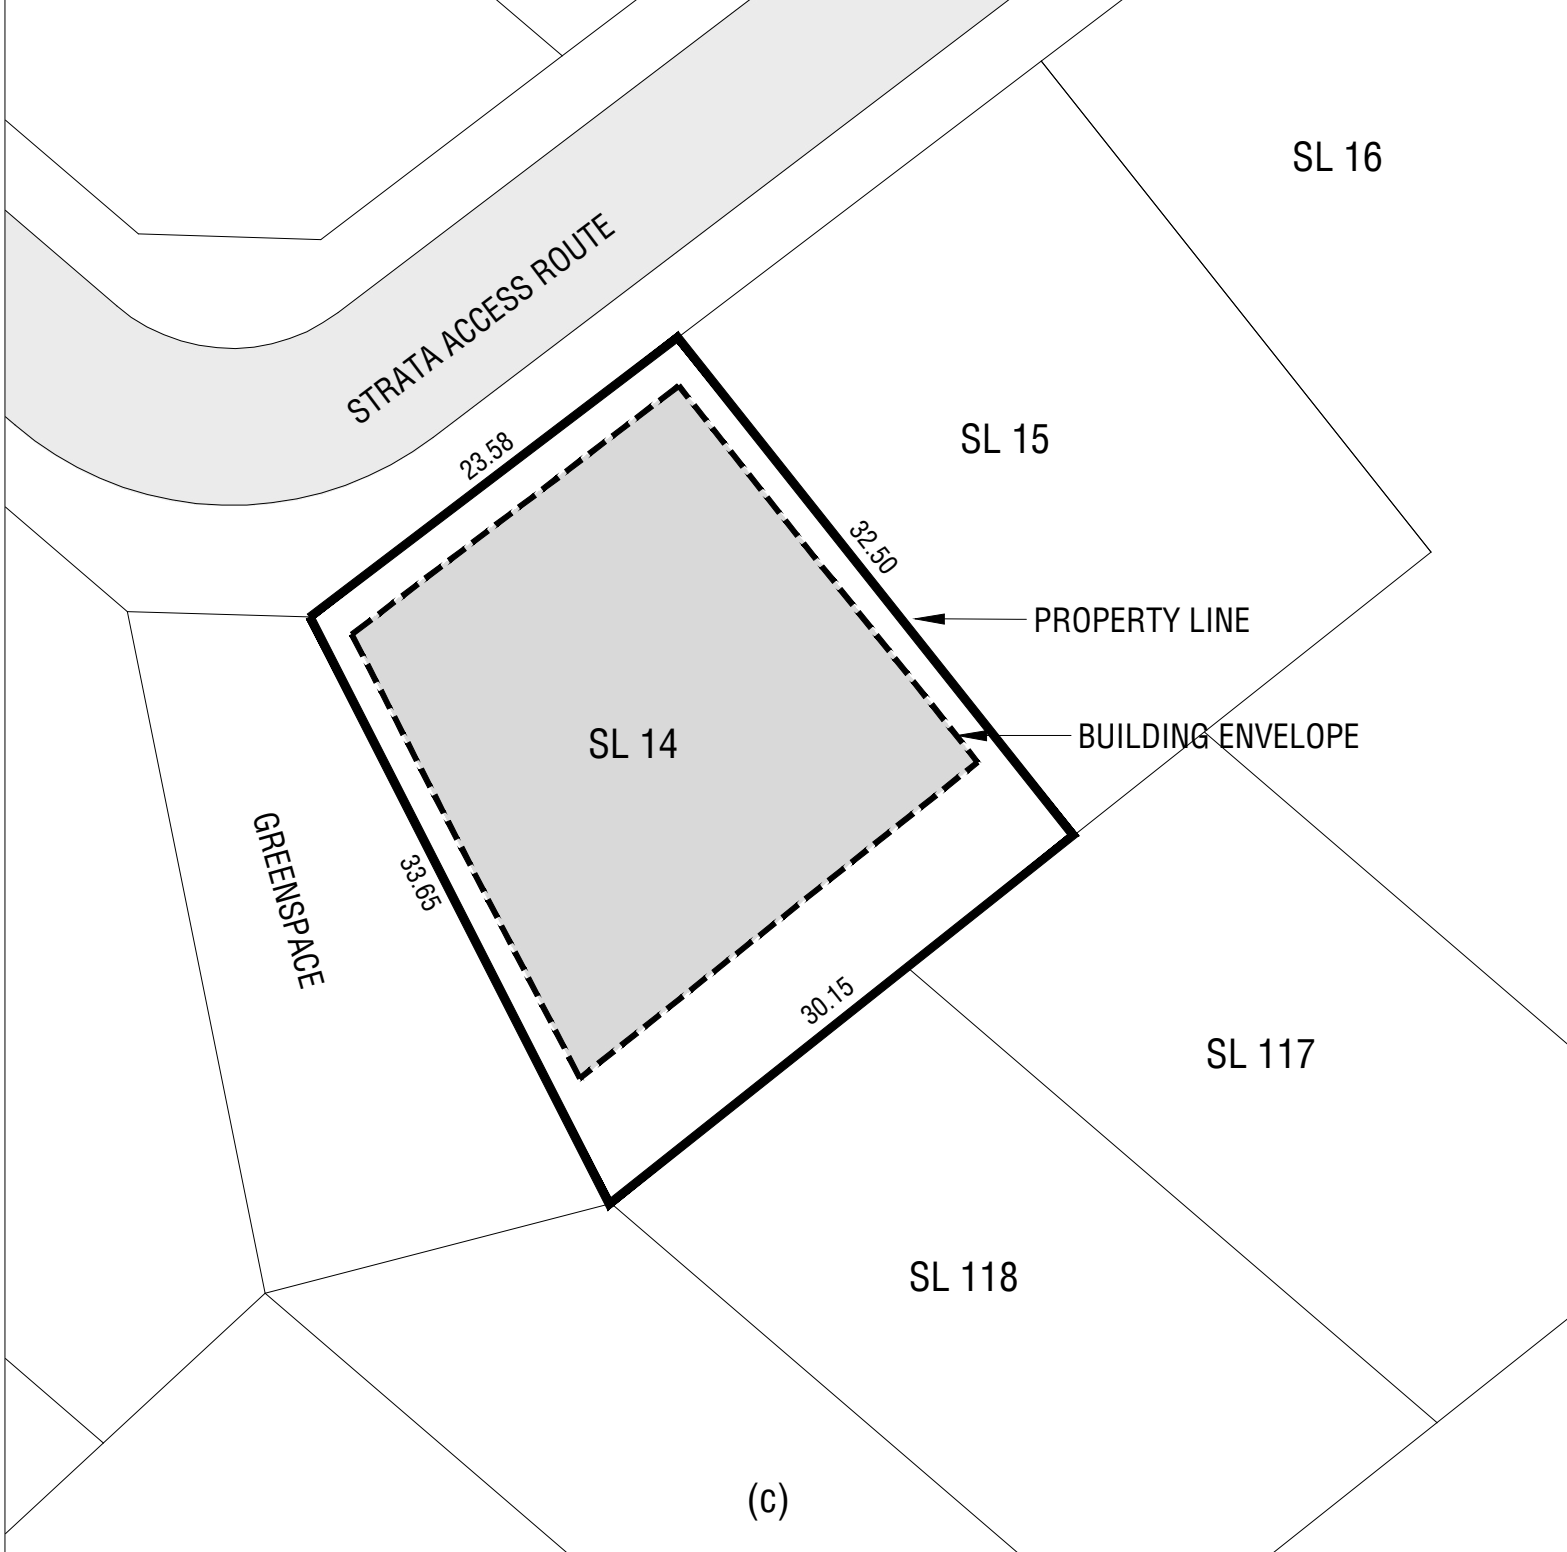 SL 16
STRATA ACCESS ROUTE
SL 15
23.58
32.50
PROPERTY LINE
BUILDING ENVELOPE
SL 14
33.65
GREENSPACE
30.15
SL 117
SL 118
(c)